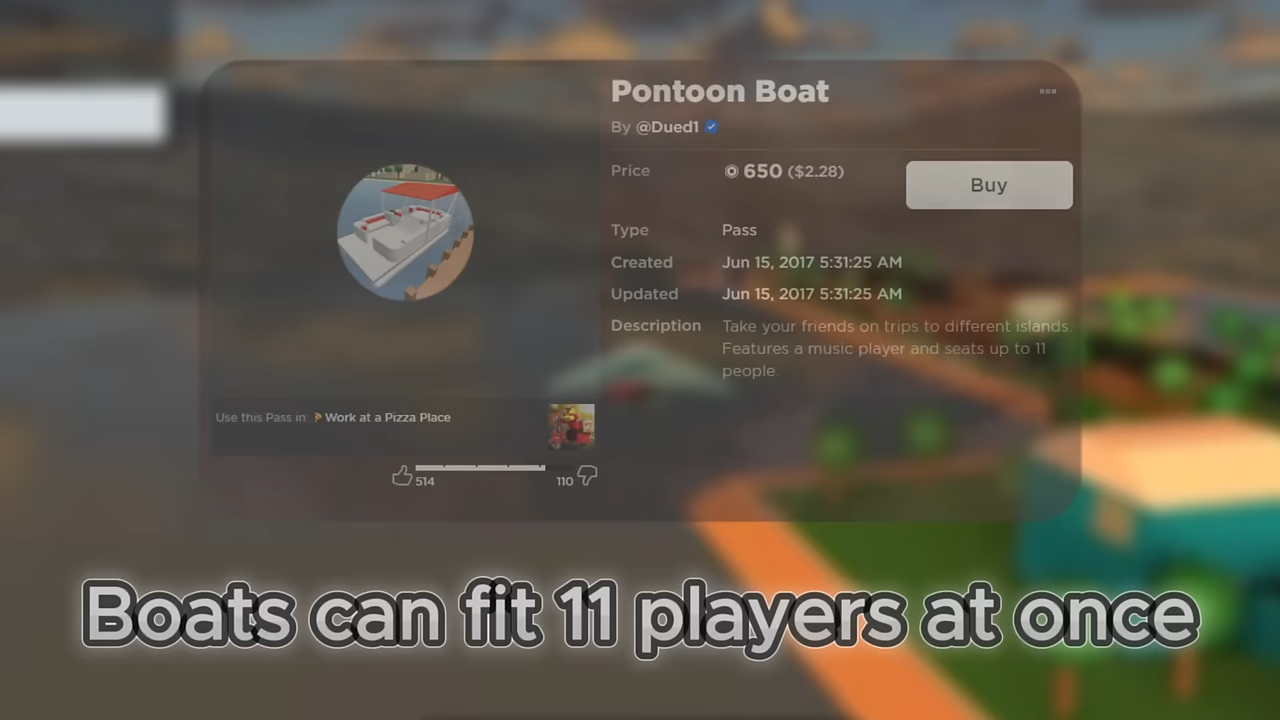 Pontoon Boat
By @Dued1
Price 650 ($2.28)
Buy
Type Pass
Created Jun 15, 2017 5:31:25 AM
Updated Jun 15, 2017 5:31:25 AM
Description Take your friends on trips to different islands.
Features a music player and seats up to 11
people.
Use this Pass in: Work at a Pizza Place
514 110
Boats can fit 11 players at once